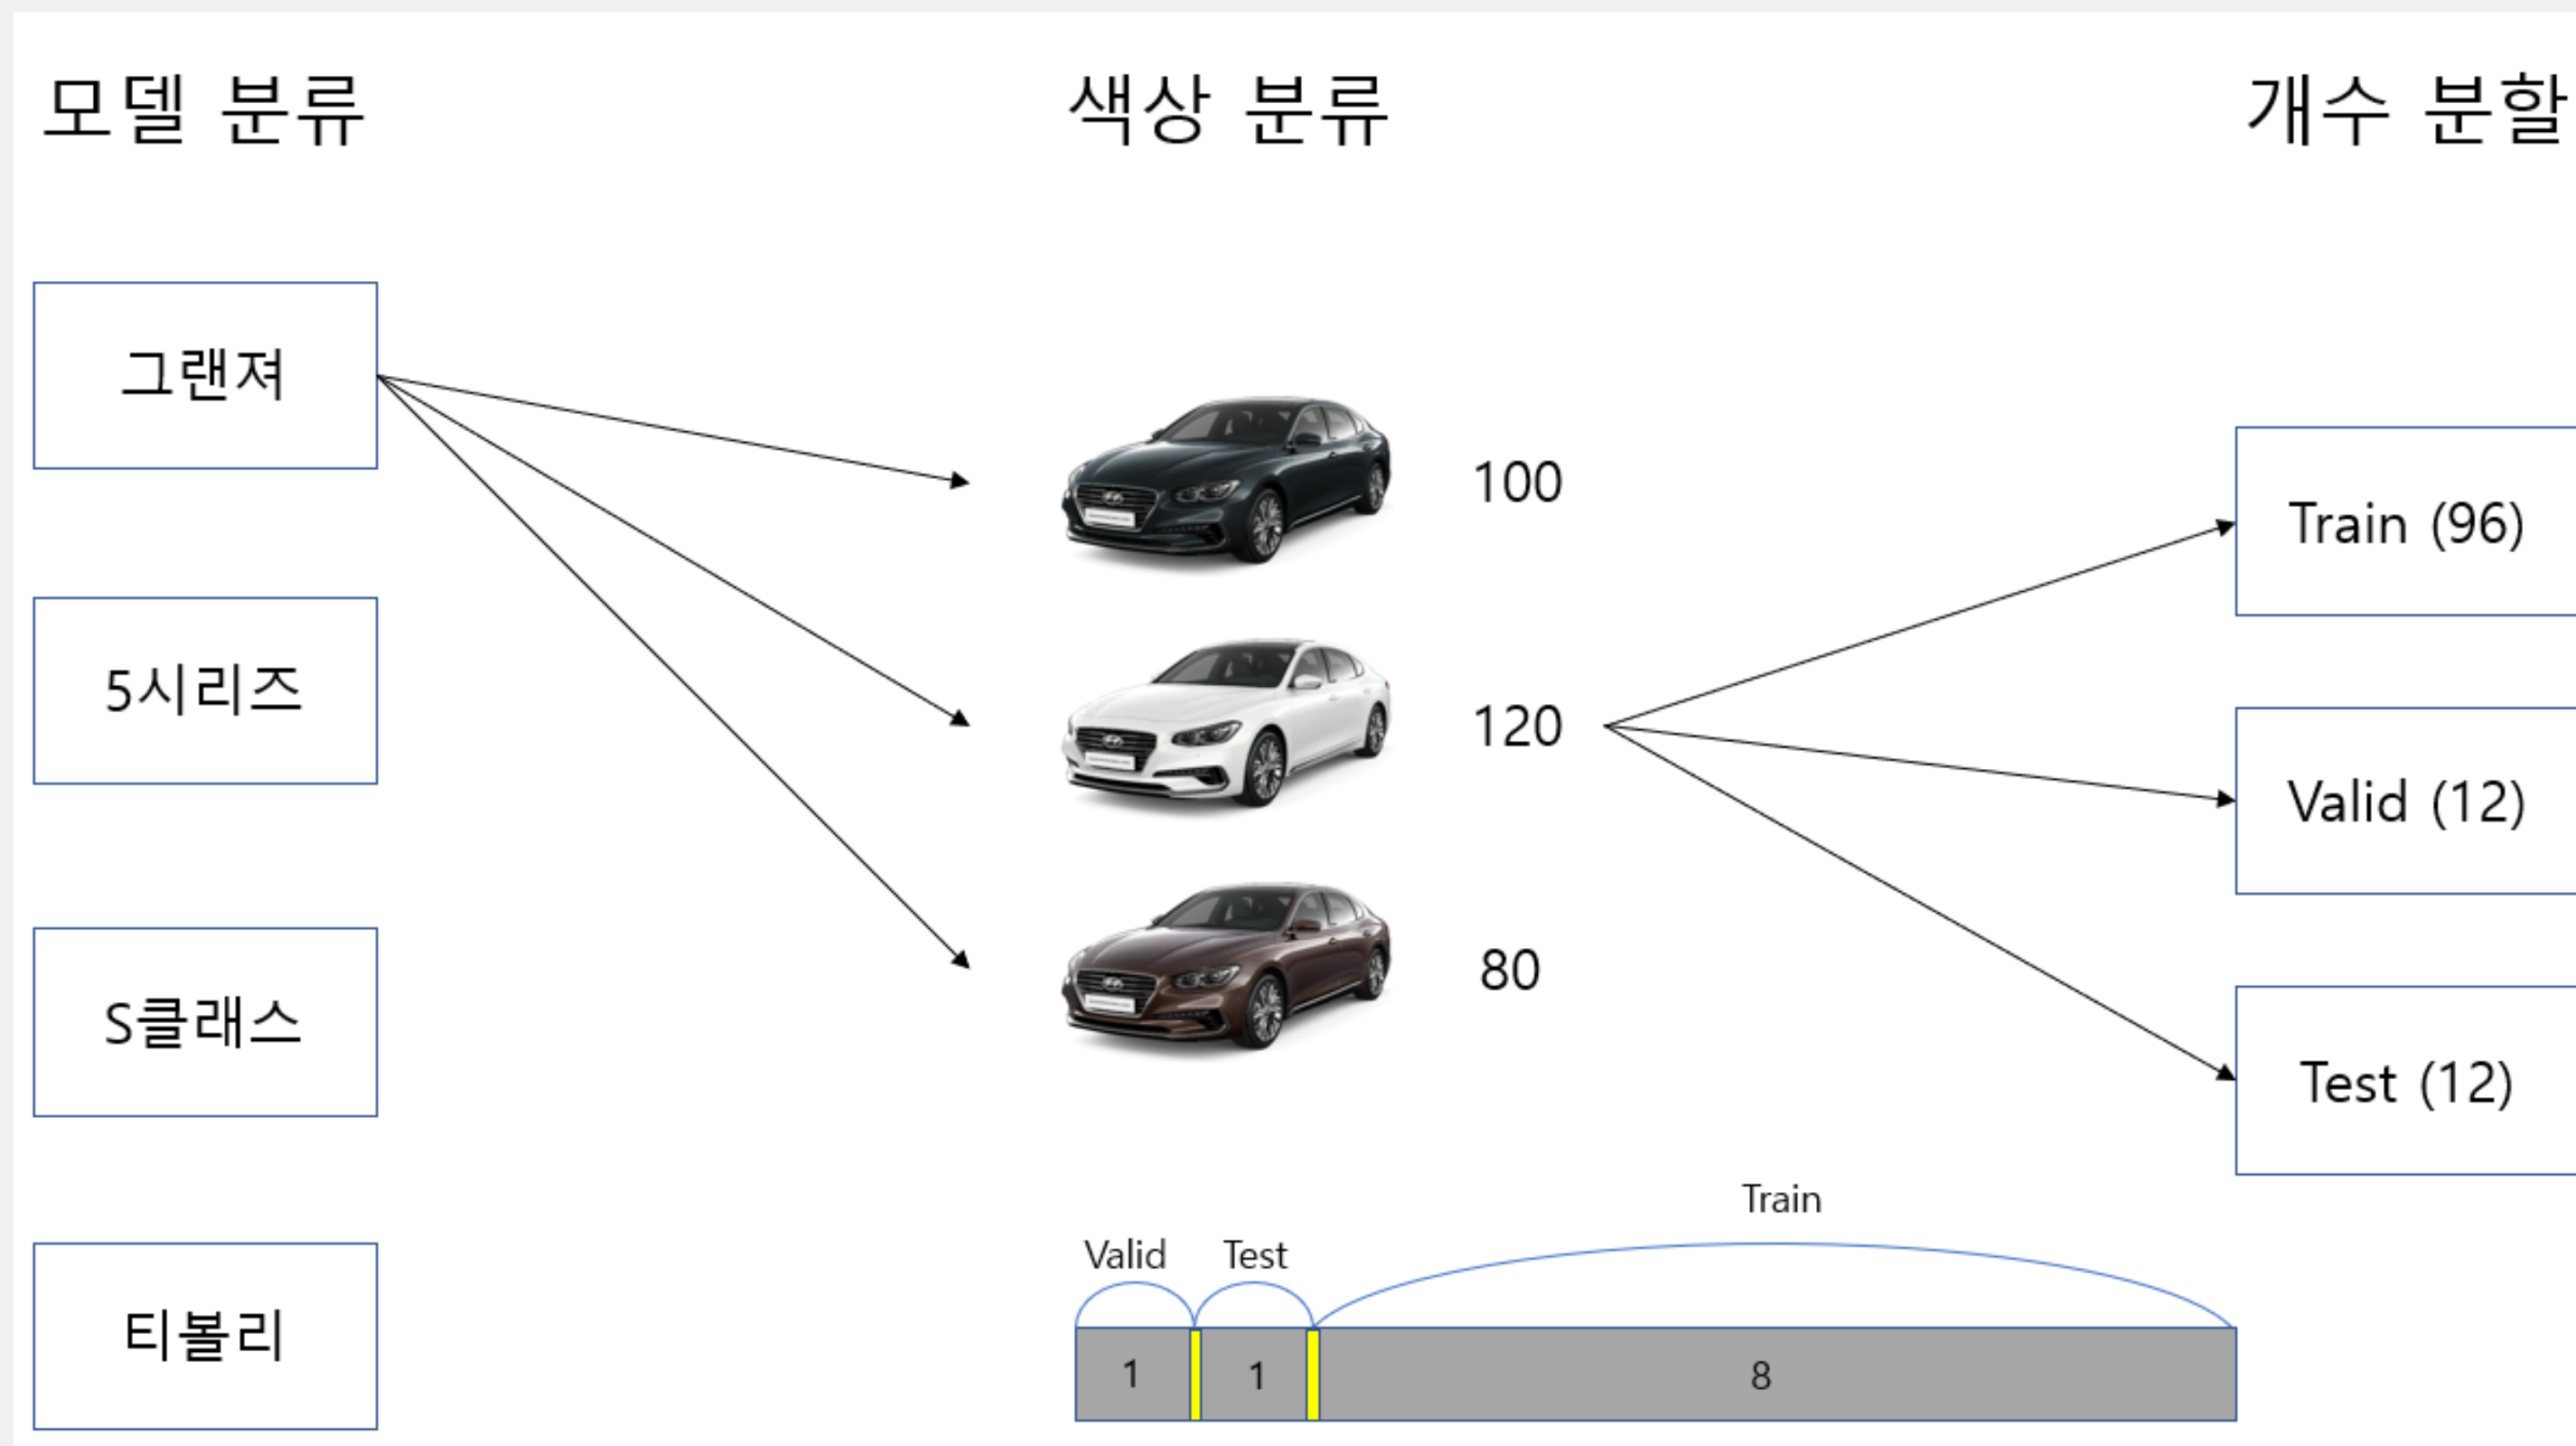 모델 분류
색상 분류
개수 분할
그랜져
5시리즈
S클래스
티볼리
100
120
80
Train (96)
Valid (12)
Test (12)
Train
Valid
Test
1
1
8